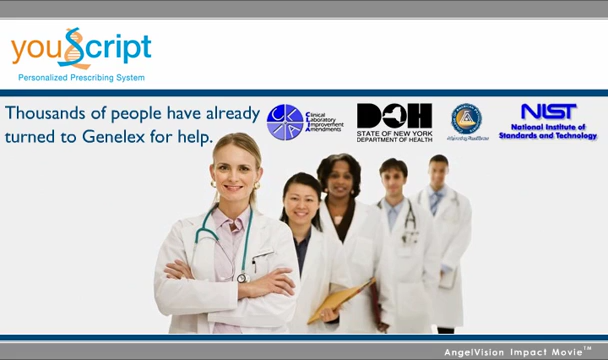 youScript
Personalized Prescribing System
Thousands of people have already
turned to Genelex for help.
CLIA
Clinical
Laboratory
Improvement
Amendments
DOH
STATE OF NEW YORK
DEPARTMENT OF HEALTH
NIST
National Institute of
Standards and Technology
AngelVision Impact Movie™